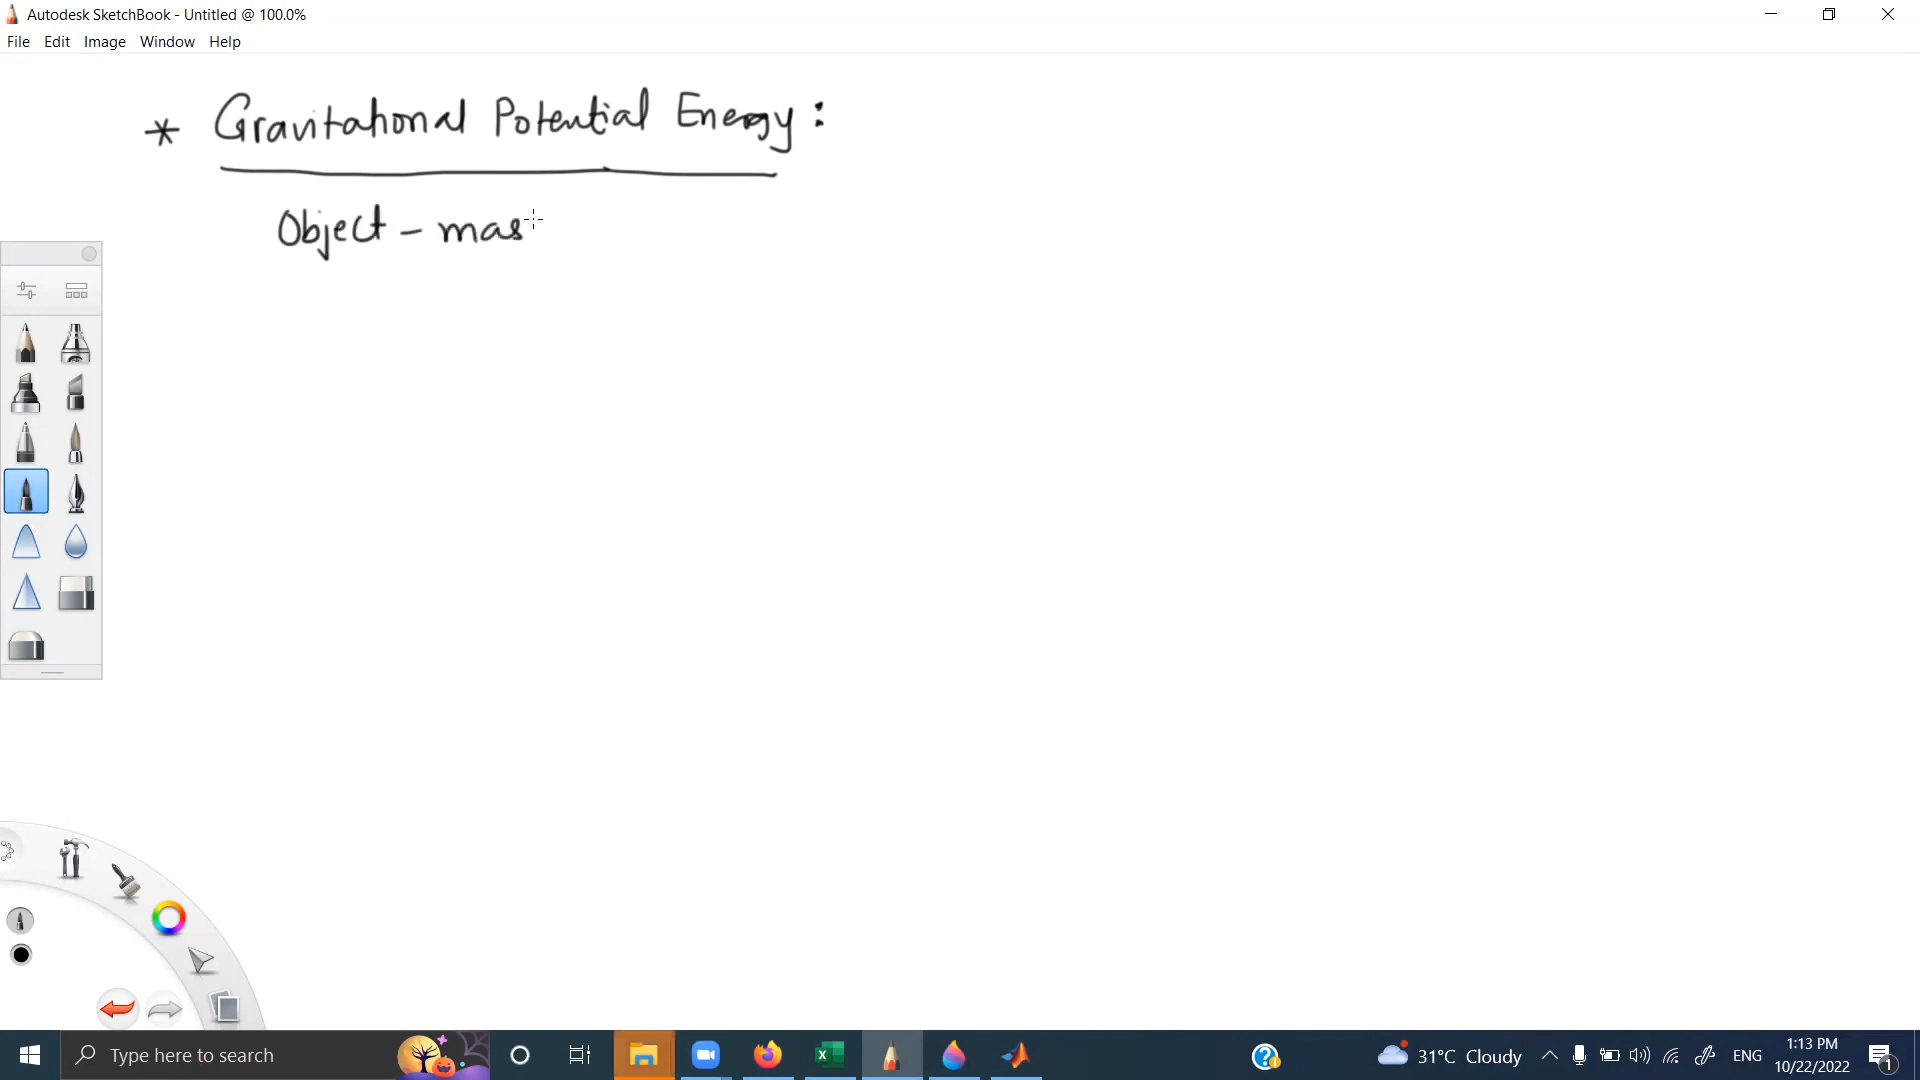 Autodesk SketchBook - Untitled @ 100.0%
File Edit Image Window Help
* Gravitational Potential Energy:
Object - mas
Type here to search
31°C Cloudy
ENG
1:13 PM
10/22/2022
1